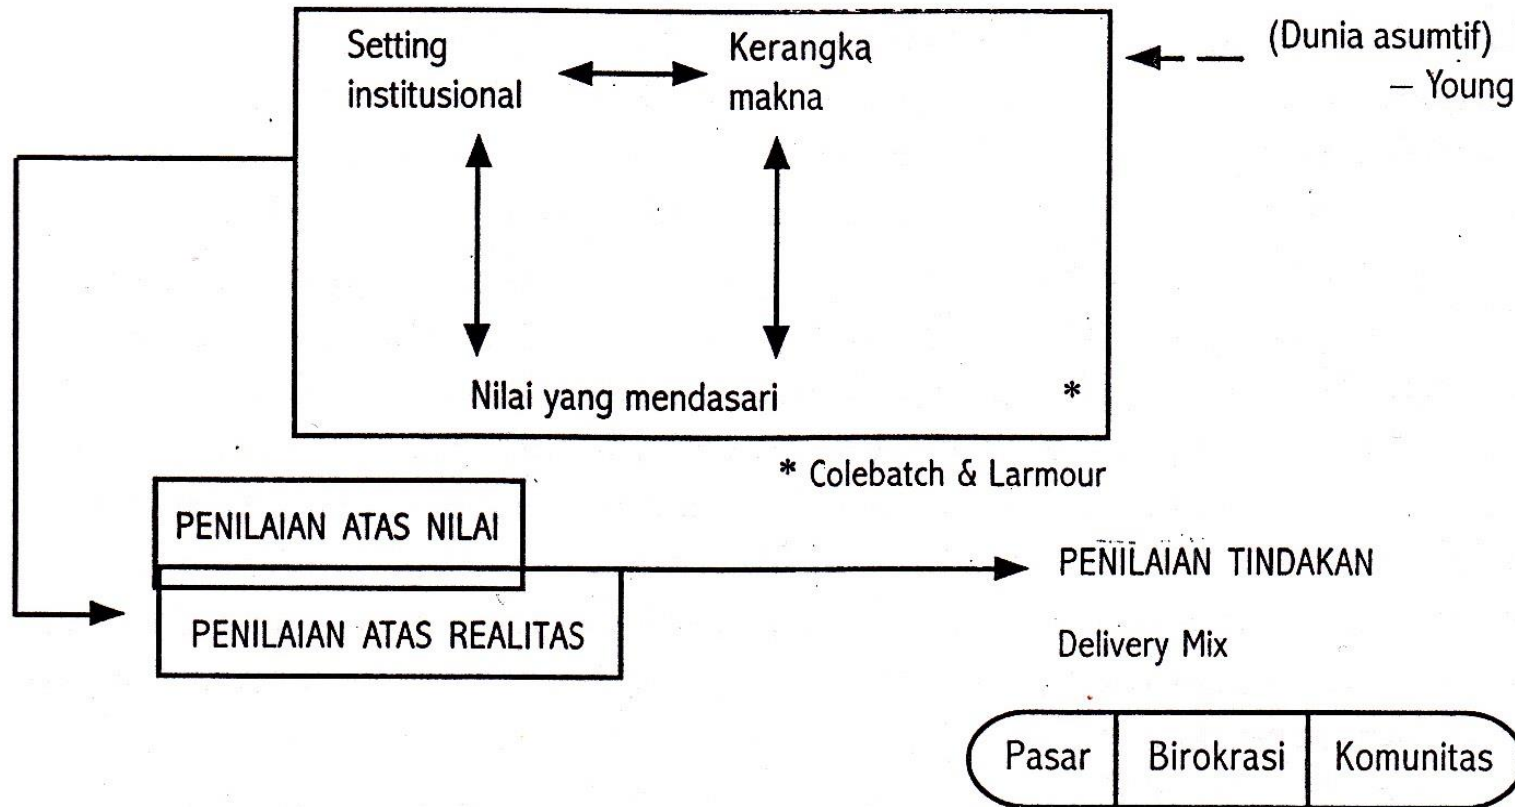 Setting
institusional
Kerangka
makna
(Dunia asumtif)
– Young
Nilai yang mendasari
*
* Colebatch & Larmour
PENILAIAN ATAS NILAI
PENILAIAN ATAS REALITAS
PENILAIAN TINDAKAN
Delivery Mix
Pasar
Birokrasi
Komunitas